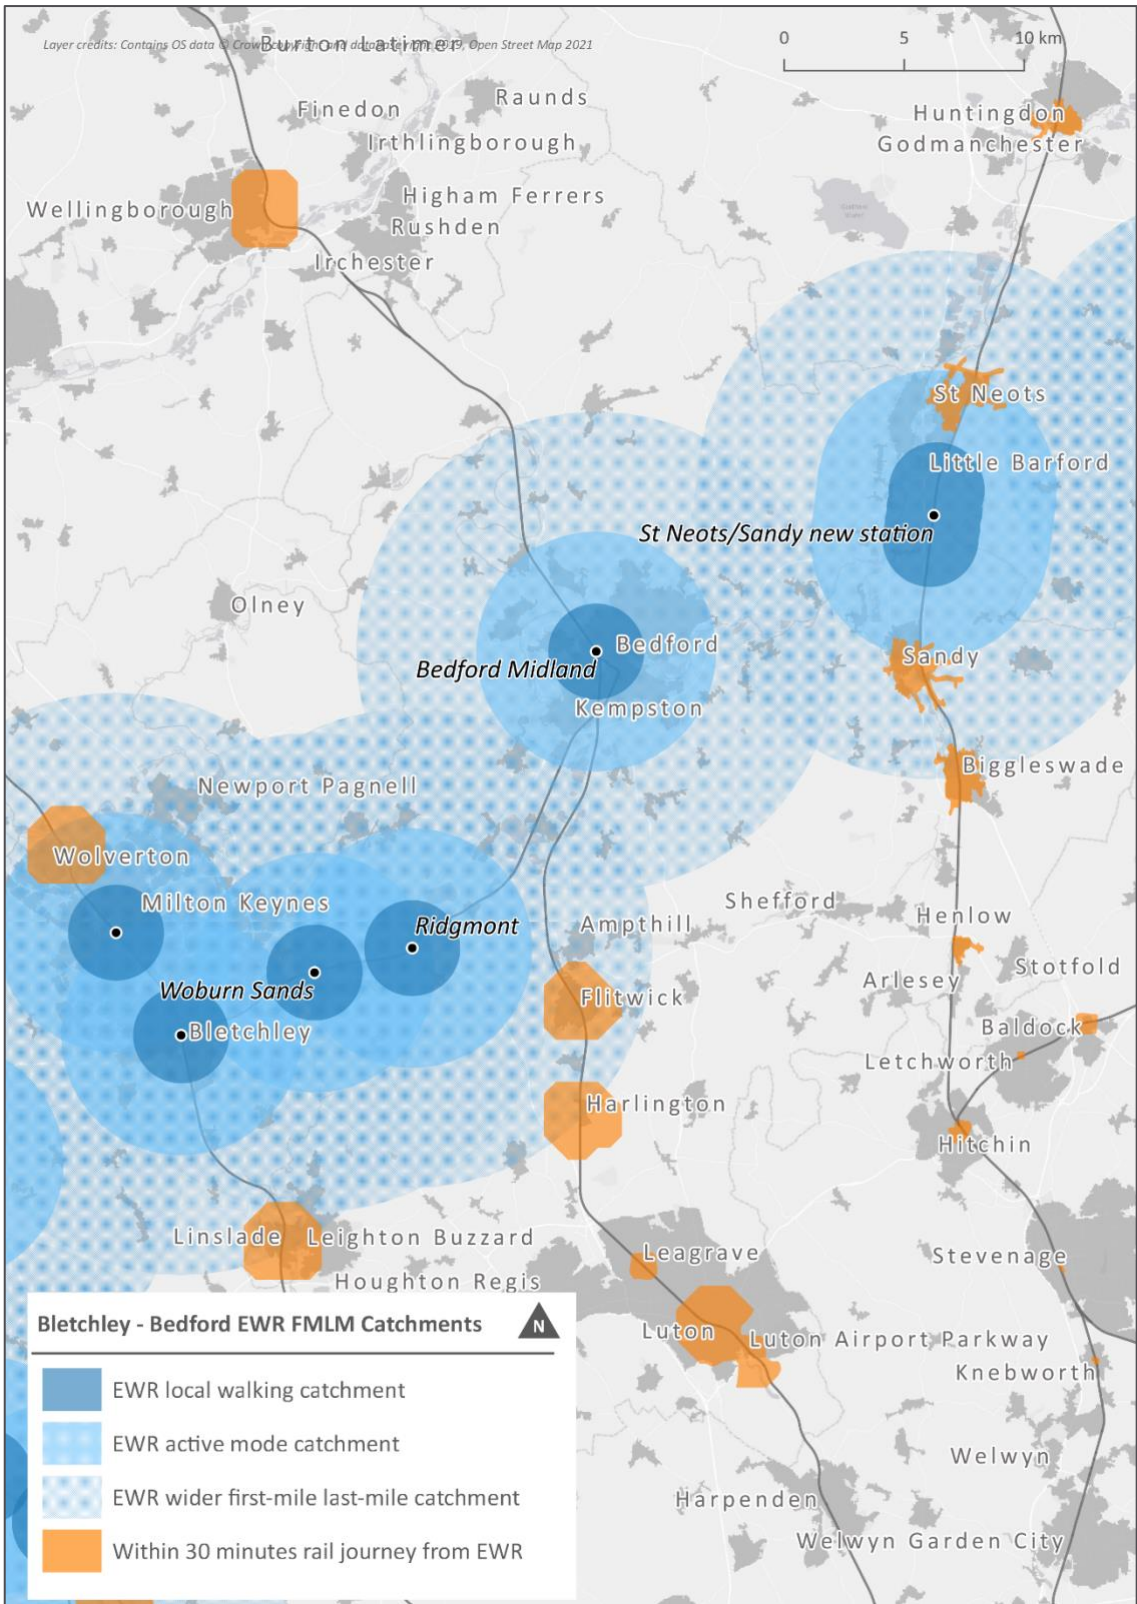 Layer credits: Contains OS data © Crown copyright and database right 2019, Open Street Map 2021
0 5 10 km
Burton Latimer
Finedon
Raunds
Irthlingborough
Huntingdon
Godmanchester
Higham Ferrers
Wellingborough
Rushden
Irchester
St Neots
Little Barford
St Neots/Sandy new station
Olney
Bedford
Sandy
Bedford Midland
Kempston
Biggleswade
Newport Pagnell
Wolverton
Milton Keynes
Shefford
Henlow
Ridgmont
Ampthill
Stotfold
Arlesey
Woburn Sands
Flitwick
Bletchley
Baldock
Letchworth
Harlington
Hitchin
Linslade
Leighton Buzzard
Leagrave
Stevenage
Houghton Regis
Luton
Luton Airport Parkway
Knebworth
Welwyn
Harpenden
Welwyn Garden City
Bletchley - Bedford EWR FMLM Catchments
N
EWR local walking catchment
EWR active mode catchment
EWR wider first-mile last-mile catchment
Within 30 minutes rail journey from EWR